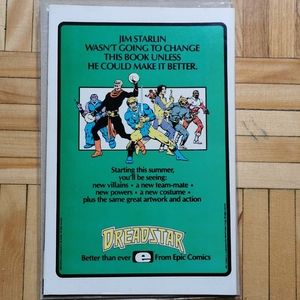 JIM STARLIN
WASN'T GOING TO CHANGE
THIS BOOK UNLESS
HE COULD MAKE IT BETTER.
Starting this summer,
you'll be seeing:
new villains • a new team-mate •
new powers • a new costume •
plus the same great artwork and action
DREADSTAR
Better than ever e From Epic Comics